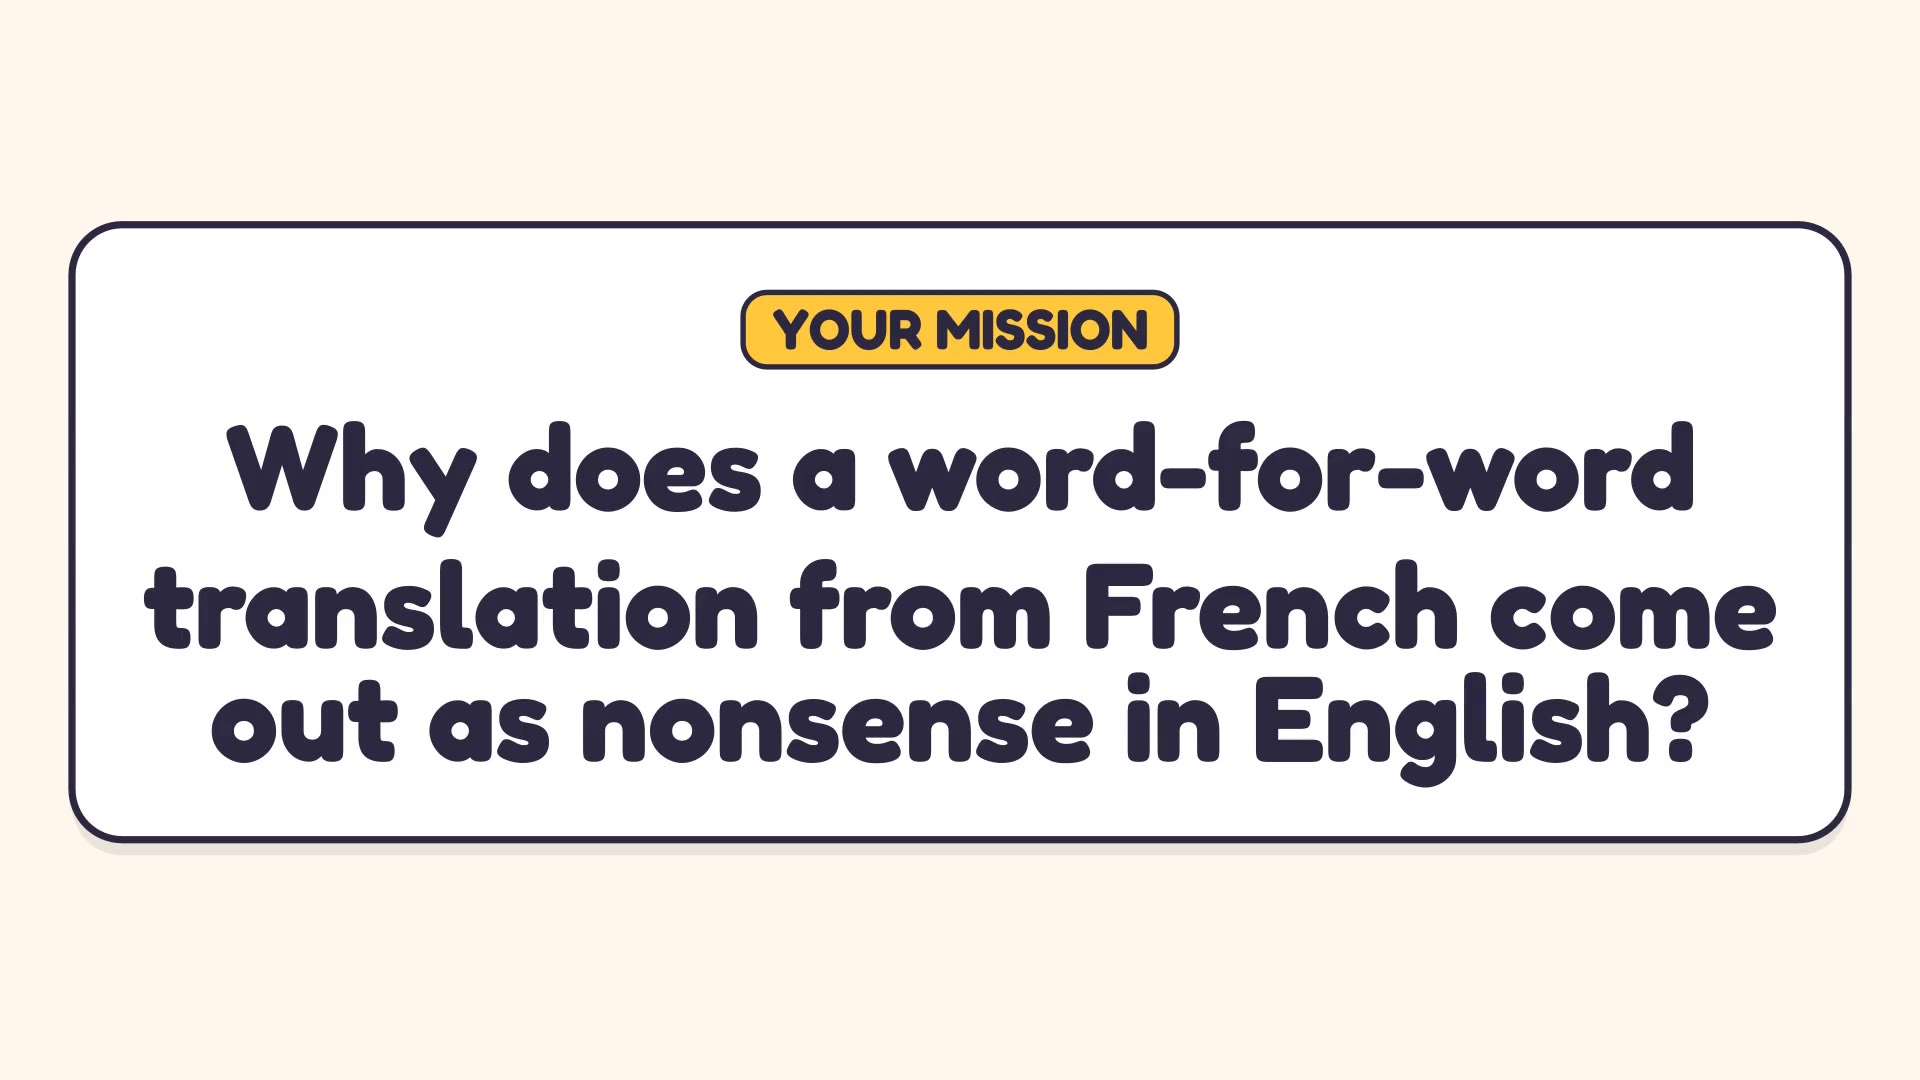 YOUR MISSION
Why does a word-for-word
translation from French come
out as nonsense in English?